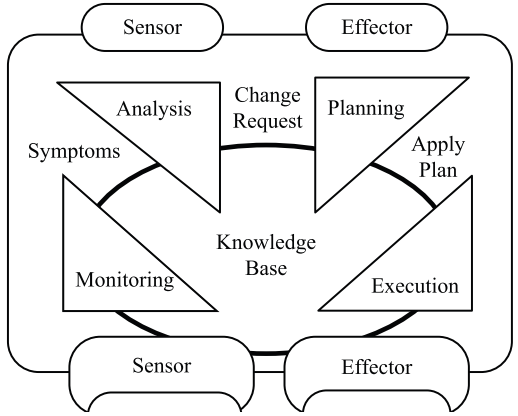 Sensor
Effector
Analysis
Change
Request
Planning
Symptoms
Apply
Plan
Knowledge
Base
Monitoring
Execution
Sensor
Effector